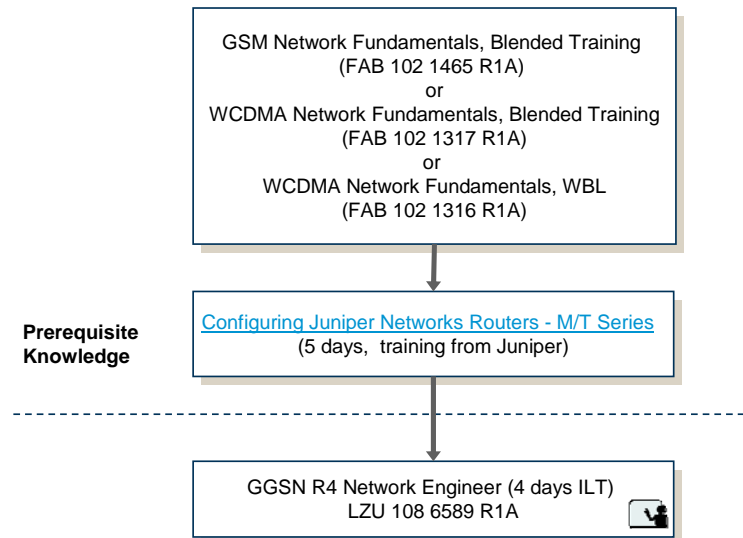 GSM Network Fundamentals, Blended Training
(FAB 102 1465 R1A)
or
WCDMA Network Fundamentals, Blended Training
(FAB 102 1317 R1A)
or
WCDMA Network Fundamentals, WBL
(FAB 102 1316 R1A)
Prerequisite
Knowledge
Configuring Juniper Networks Routers - M/T Series
(5 days, training from Juniper)
GGSN R4 Network Engineer (4 days ILT)
LZU 108 6589 R1A